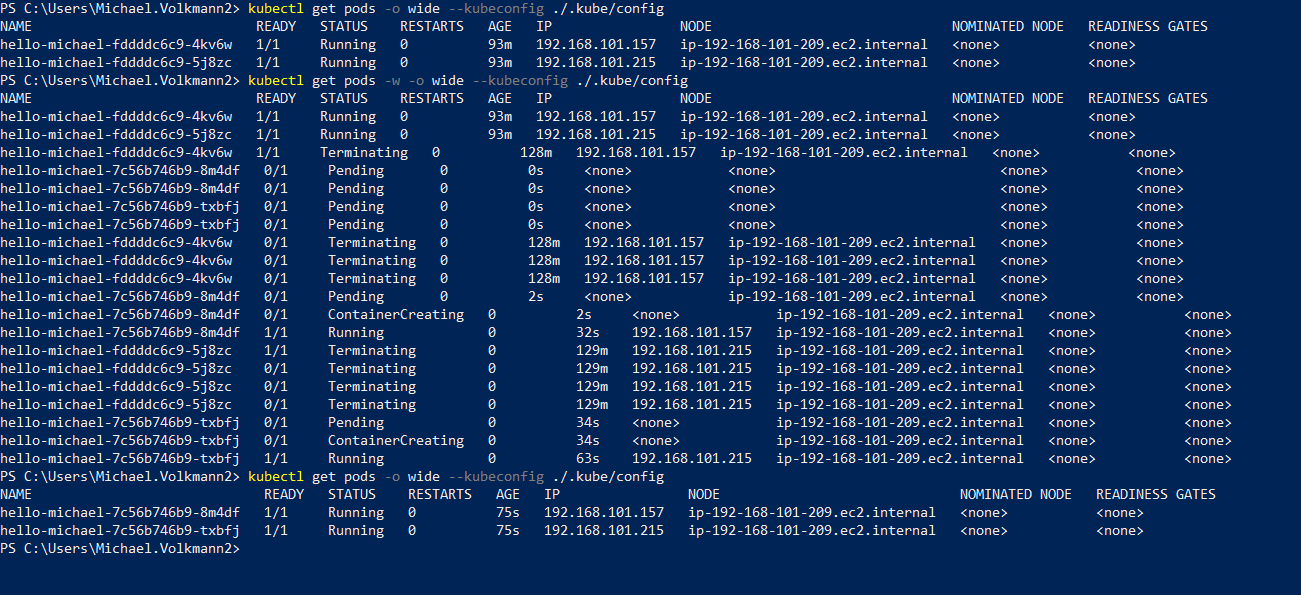 PS C:\Users\Michael.Volkmann2> kubectl get pods -o wide --kubeconfig ./.kube/config
NAME READY STATUS RESTARTS AGE IP NODE NOMINATED NODE READINESS GATES
hello-michael-fddddc6c9-4kv6w 1/1 Running 0 93m 192.168.101.157 ip-192-168-101-209.ec2.internal <none> <none>
hello-michael-fddddc6c9-5j8zc 1/1 Running 0 93m 192.168.101.215 ip-192-168-101-209.ec2.internal <none> <none>
PS C:\Users\Michael.Volkmann2> kubectl get pods -w -o wide --kubeconfig ./.kube/config
NAME READY STATUS RESTARTS AGE IP NODE NOMINATED NODE READINESS GATES
hello-michael-fddddc6c9-4kv6w 1/1 Running 0 93m 192.168.101.157 ip-192-168-101-209.ec2.internal <none> <none>
hello-michael-fddddc6c9-5j8zc 1/1 Running 0 93m 192.168.101.215 ip-192-168-101-209.ec2.internal <none> <none>
hello-michael-fddddc6c9-4kv6w 1/1 Terminating 0 128m 192.168.101.157 ip-192-168-101-209.ec2.internal <none> <none>
hello-michael-7c56b746b9-8m4df 0/1 Pending 0 0s <none> <none> <none> <none>
hello-michael-7c56b746b9-8m4df 0/1 Pending 0 0s <none> <none> <none> <none>
hello-michael-7c56b746b9-txbfj 0/1 Pending 0 0s <none> <none> <none> <none>
hello-michael-7c56b746b9-txbfj 0/1 Pending 0 0s <none> <none> <none> <none>
hello-michael-fddddc6c9-4kv6w 0/1 Terminating 0 128m 192.168.101.157 ip-192-168-101-209.ec2.internal <none> <none>
hello-michael-fddddc6c9-4kv6w 0/1 Terminating 0 128m 192.168.101.157 ip-192-168-101-209.ec2.internal <none> <none>
hello-michael-fddddc6c9-4kv6w 0/1 Terminating 0 128m 192.168.101.157 ip-192-168-101-209.ec2.internal <none> <none>
hello-michael-7c56b746b9-8m4df 0/1 Pending 0 2s <none> ip-192-168-101-209.ec2.internal <none> <none>
hello-michael-7c56b746b9-8m4df 0/1 ContainerCreating 0 2s <none> ip-192-168-101-209.ec2.internal <none> <none>
hello-michael-7c56b746b9-8m4df 1/1 Running 0 32s 192.168.101.157 ip-192-168-101-209.ec2.internal <none> <none>
hello-michael-fddddc6c9-5j8zc 1/1 Terminating 0 129m 192.168.101.215 ip-192-168-101-209.ec2.internal <none> <none>
hello-michael-fddddc6c9-5j8zc 0/1 Terminating 0 129m 192.168.101.215 ip-192-168-101-209.ec2.internal <none> <none>
hello-michael-fddddc6c9-5j8zc 0/1 Terminating 0 129m 192.168.101.215 ip-192-168-101-209.ec2.internal <none> <none>
hello-michael-fddddc6c9-5j8zc 0/1 Terminating 0 129m 192.168.101.215 ip-192-168-101-209.ec2.internal <none> <none>
hello-michael-7c56b746b9-txbfj 0/1 Pending 0 34s <none> ip-192-168-101-209.ec2.internal <none> <none>
hello-michael-7c56b746b9-txbfj 0/1 ContainerCreating 0 34s <none> ip-192-168-101-209.ec2.internal <none> <none>
hello-michael-7c56b746b9-txbfj 1/1 Running 0 63s 192.168.101.215 ip-192-168-101-209.ec2.internal <none> <none>
PS C:\Users\Michael.Volkmann2> kubectl get pods -o wide --kubeconfig ./.kube/config
NAME READY STATUS RESTARTS AGE IP NODE NOMINATED NODE READINESS GATES
hello-michael-7c56b746b9-8m4df 1/1 Running 0 75s 192.168.101.157 ip-192-168-101-209.ec2.internal <none> <none>
hello-michael-7c56b746b9-txbfj 1/1 Running 0 75s 192.168.101.215 ip-192-168-101-209.ec2.internal <none> <none>
PS C:\Users\Michael.Volkmann2>